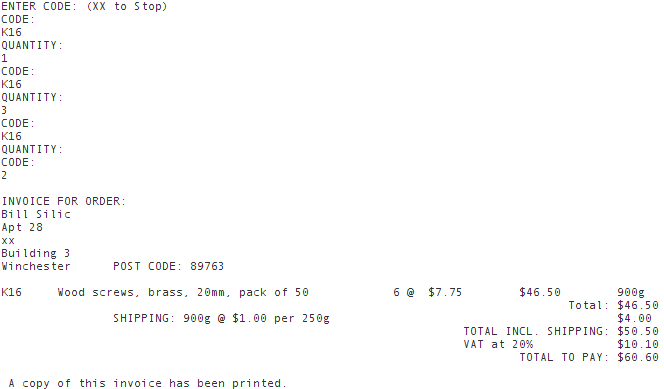 ENTER CODE: (XX to Stop)
CODE:
K16
QUANTITY:
1
CODE:
K16
QUANTITY:
3
CODE:
K16
QUANTITY:
CODE:
2
INVOICE FOR ORDER:
Bill Silic
Apt 28
xx
Building 3
Winchester POST CODE: 89763
K16 Wood screws, brass, 20mm, pack of 50 6 @ $7.75 $46.50 900g
Total: $46.50
SHIPPING: 900g @ $1.00 per 250g $4.00
TOTAL INCL. SHIPPING: $50.50
VAT at 20% $10.10
TOTAL TO PAY: $60.60
A copy of this invoice has been printed.